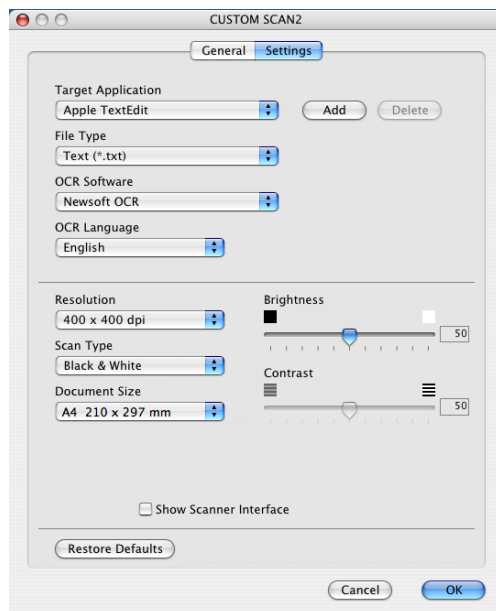 CUSTOM SCAN2
General Settings
Target Application
Apple TextEdit Add Delete
File Type
Text (*.txt)
OCR Software
Newsoft OCR
OCR Language
English
Resolution Brightness
400 x 400 dpi 50
Scan Type
Black & White
Contrast
Document Size
A4 210 x 297 mm 50
Show Scanner Interface
Restore Defaults
Cancel OK